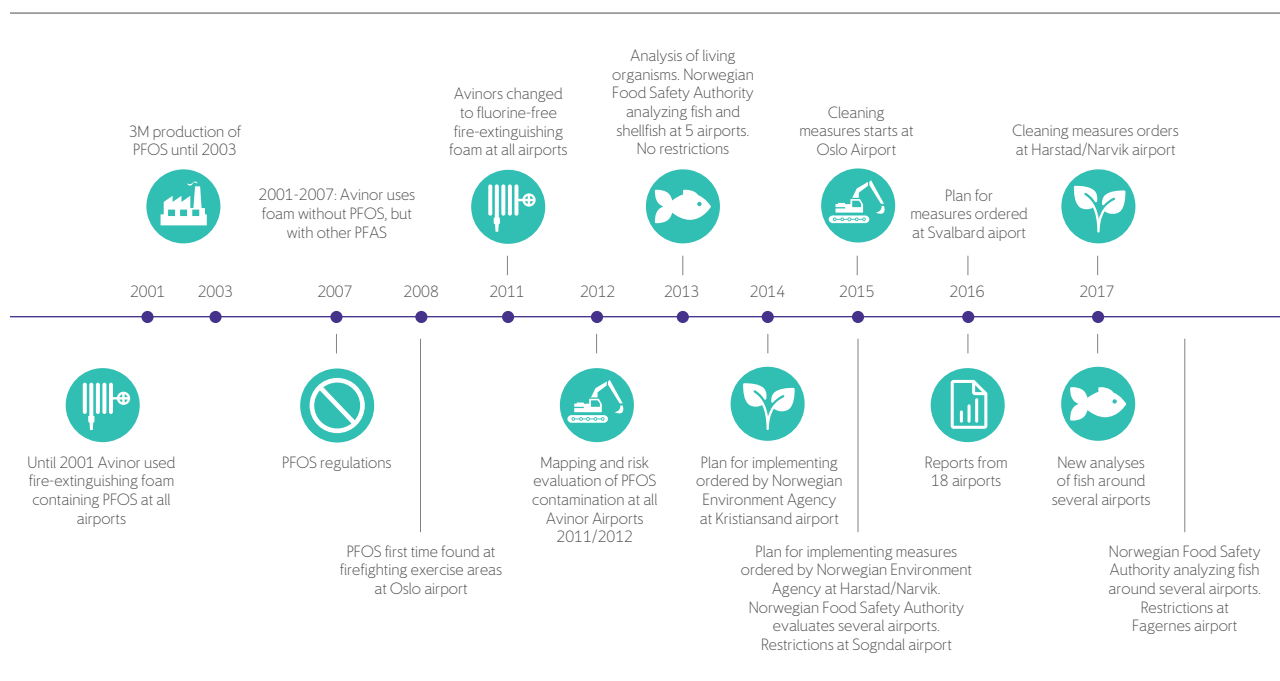 Analysis of living
organisms. Norwegian
Food Safety Authority
analyzing fish and
shellfish at 5 airports.
No restrictions
Avinors changed
to fluorine-free
fire-extinguishing
foam at all airports
Cleaning
measures starts at
Oslo Airport
3M production of
PFOS until 2003
Cleaning measures orders
at Harstad/Narvik airport
2001-2007: Avinor uses
foam without PFOS, but
with other PFAS
Plan for
measures ordered
at Svalbard aiport
2001
2003
2007
2008
2011
2012
2013
2014
2015
2016
2017
Until 2001 Avinor used
fire-extinguishing foam
containing PFOS at all
airports
PFOS regulations
Mapping and risk
evaluation of PFOS
contamination at all
Avinor Airports
2011/2012
Plan for implementing
ordered by Norwegian
Environment Agency
at Kristiansand airport
Reports from
18 airports
New analyses
of fish around
several airports
PFOS first time found at
firefighting exercise areas
at Oslo airport
Plan for implementing measures
ordered by Norwegian Environment
Agency at Harstad/Narvik.
Norwegian Food Safety Authority
evaluates several airports.
Restrictions at Sogndal airport
Norwegian Food Safety
Authority analyzing fish
around several airports.
Restrictions at
Fagernes airport